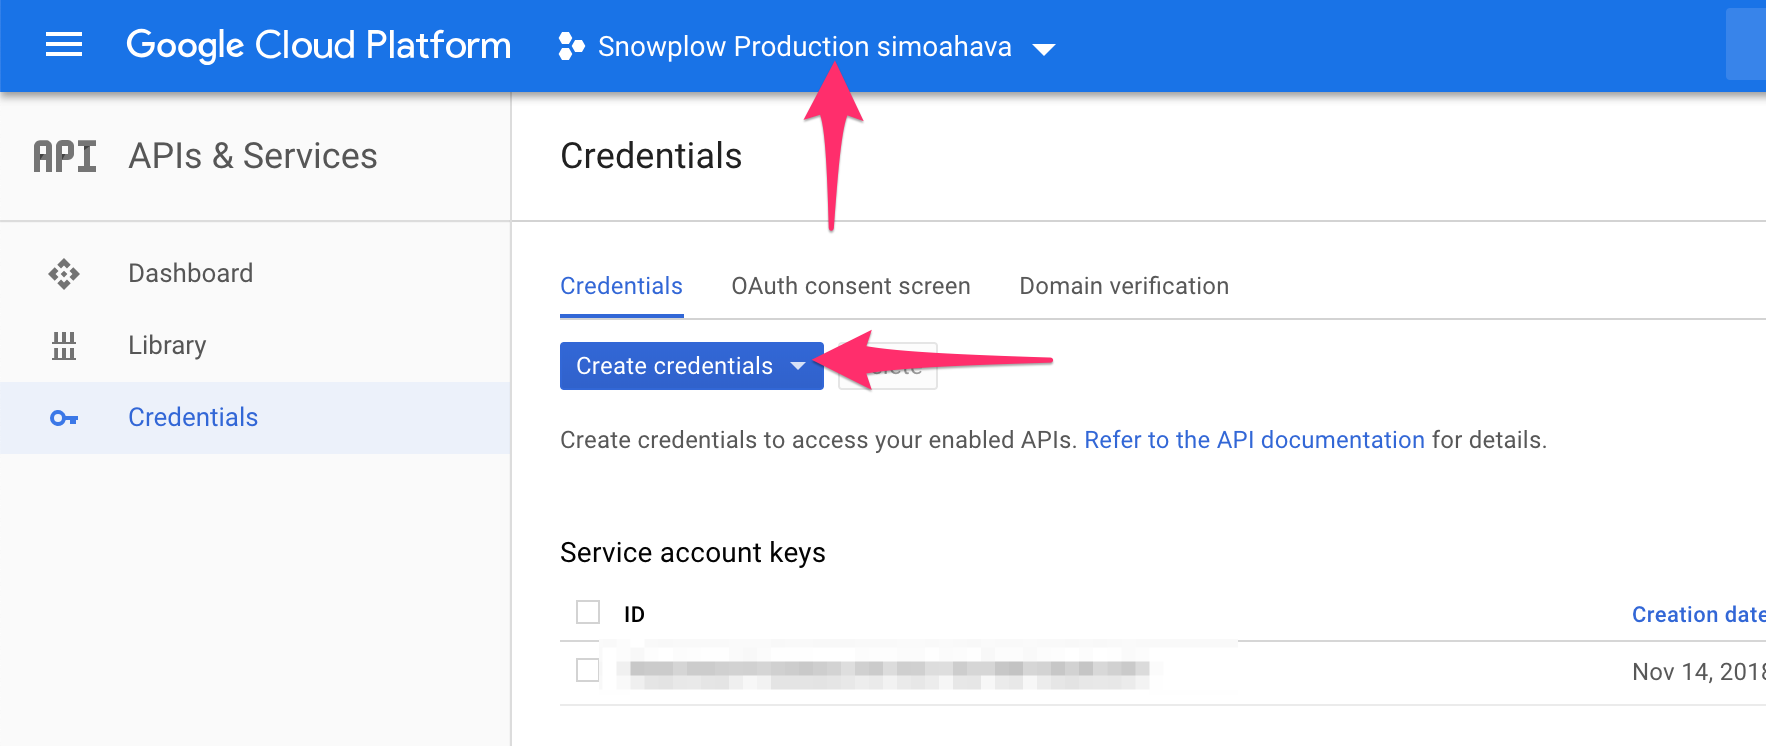 Google Cloud Platform
Snowplow Production simoahava
API
APIs & Services
Credentials
Dashboard
Library
Credentials
Credentials
OAuth consent screen
Domain verification
Create credentials
Create credentials to access your enabled APIs. Refer to the API documentation for details.
Service account keys
ID
Creation date
Nov 14, 2018